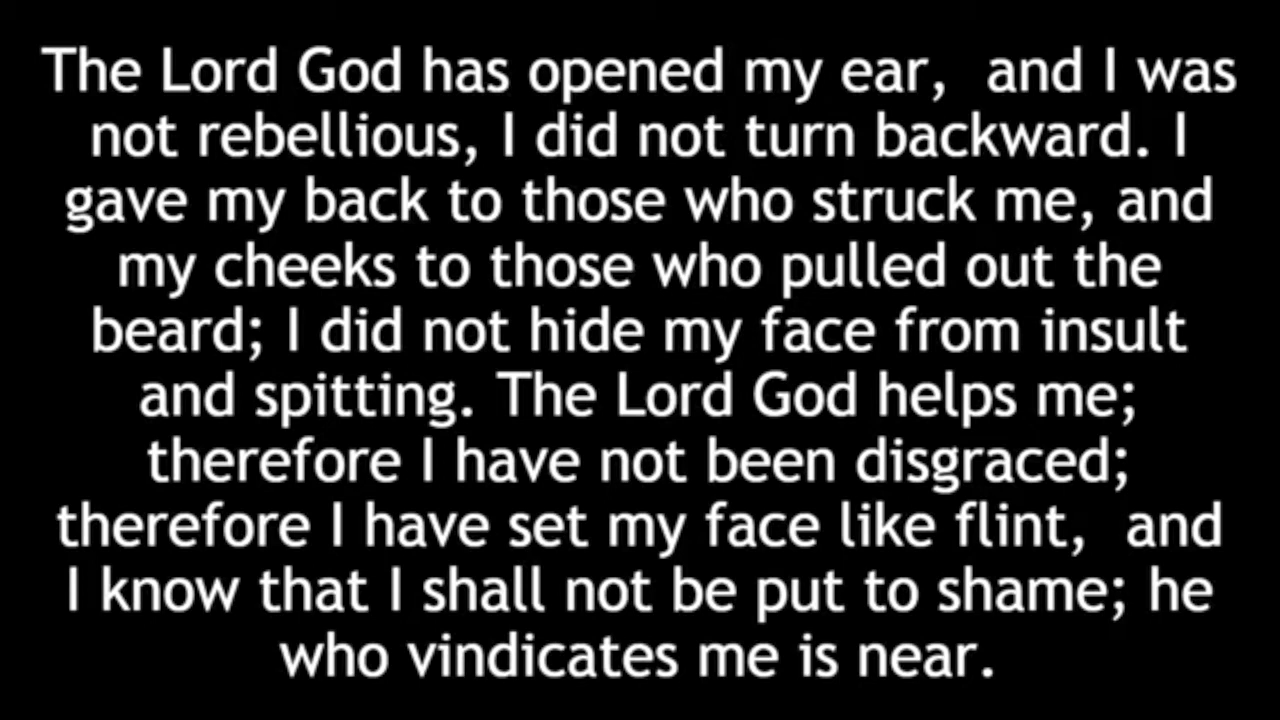 The Lord God has opened my ear,  and I was
not rebellious, I did not turn backward. I
gave my back to those who struck me, and
my cheeks to those who pulled out the
beard; I did not hide my face from insult
and spitting. The Lord God helps me;
therefore I have not been disgraced;
therefore I have set my face like flint,  and
I know that I shall not be put to shame; he
who vindicates me is near.